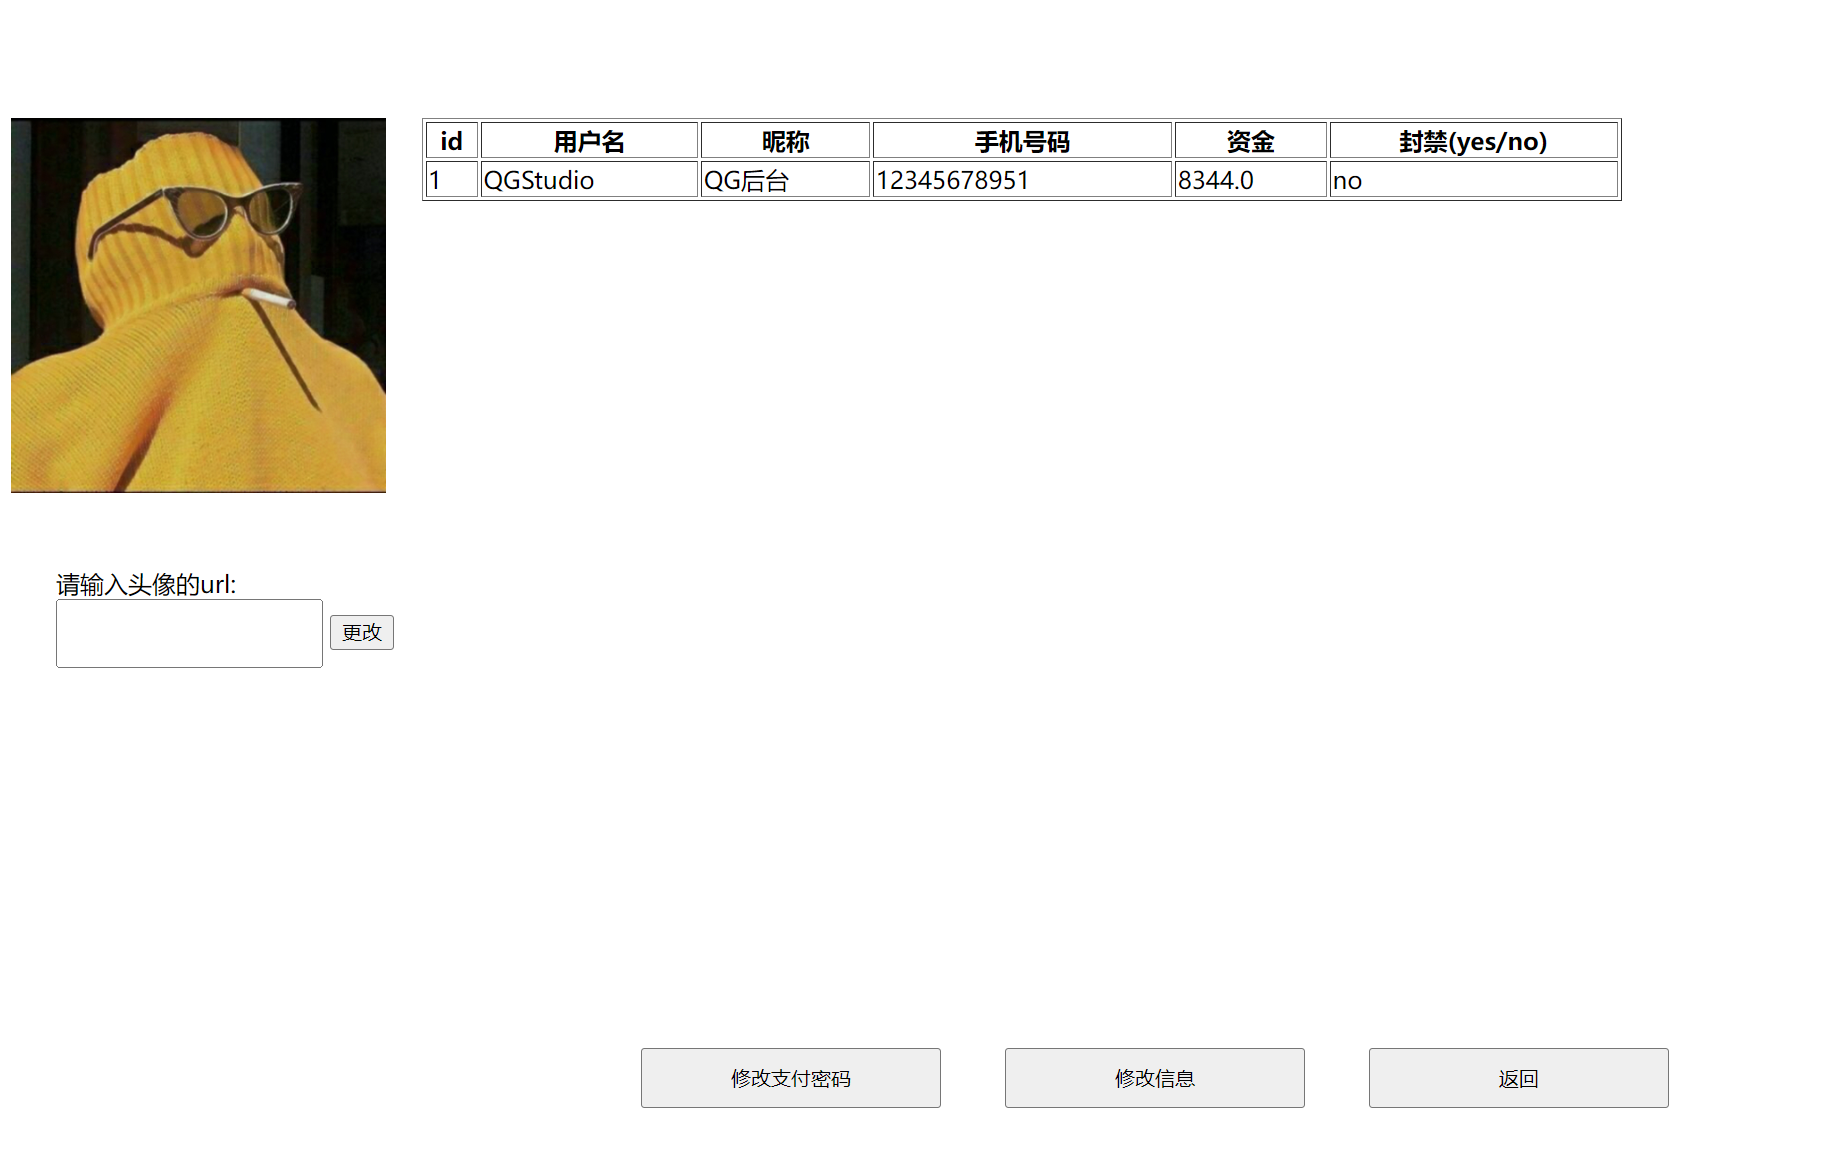 id 用户名 昵称 手机号码 资金 封禁(yes/no)
1 QGStudio QG后台 12345678951 8344.0 no
请输入头像的url:
更改
修改支付密码 修改信息 返回